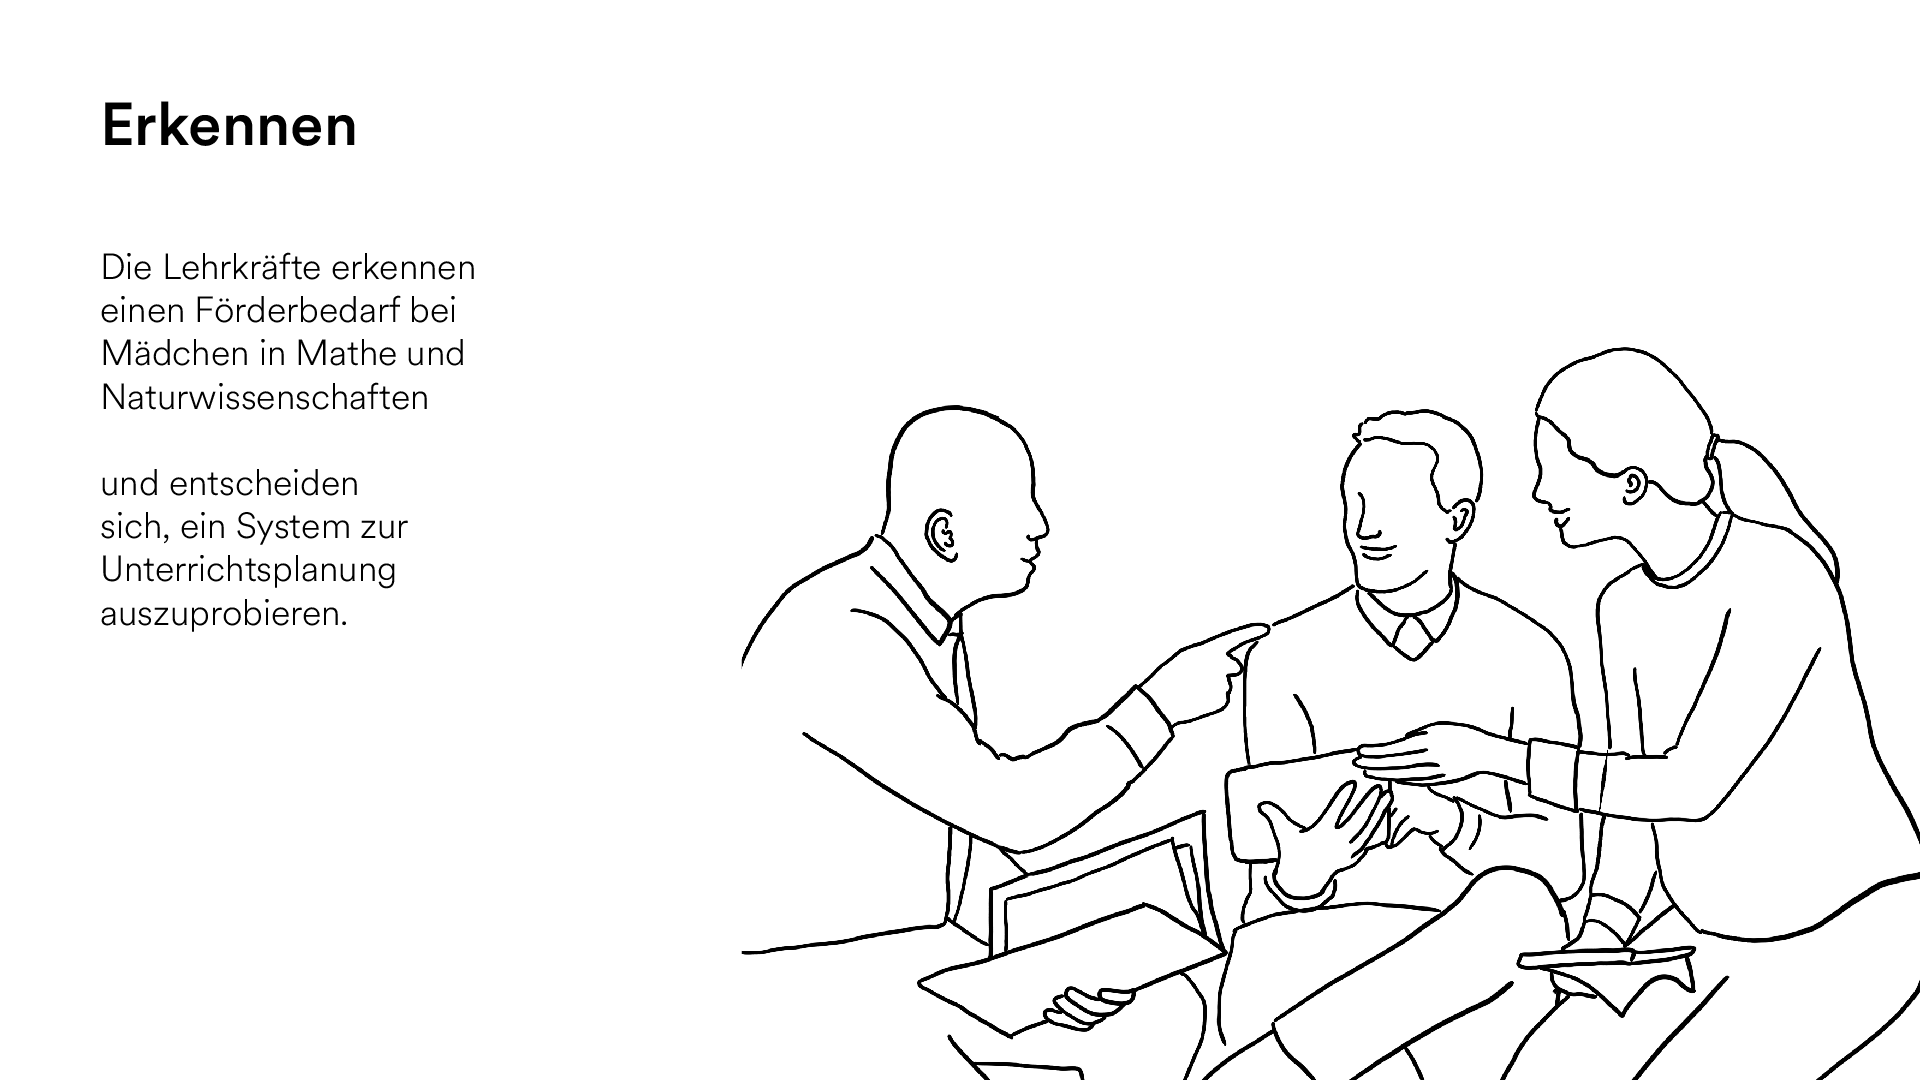 Erkennen
Die Lehrkräfte erkennen
einen Förderbedarf bei
Mädchen in Mathe und
Naturwissenschaften
und entscheiden
sich, ein System zur
Unterrichtsplanung
auszuprobieren.